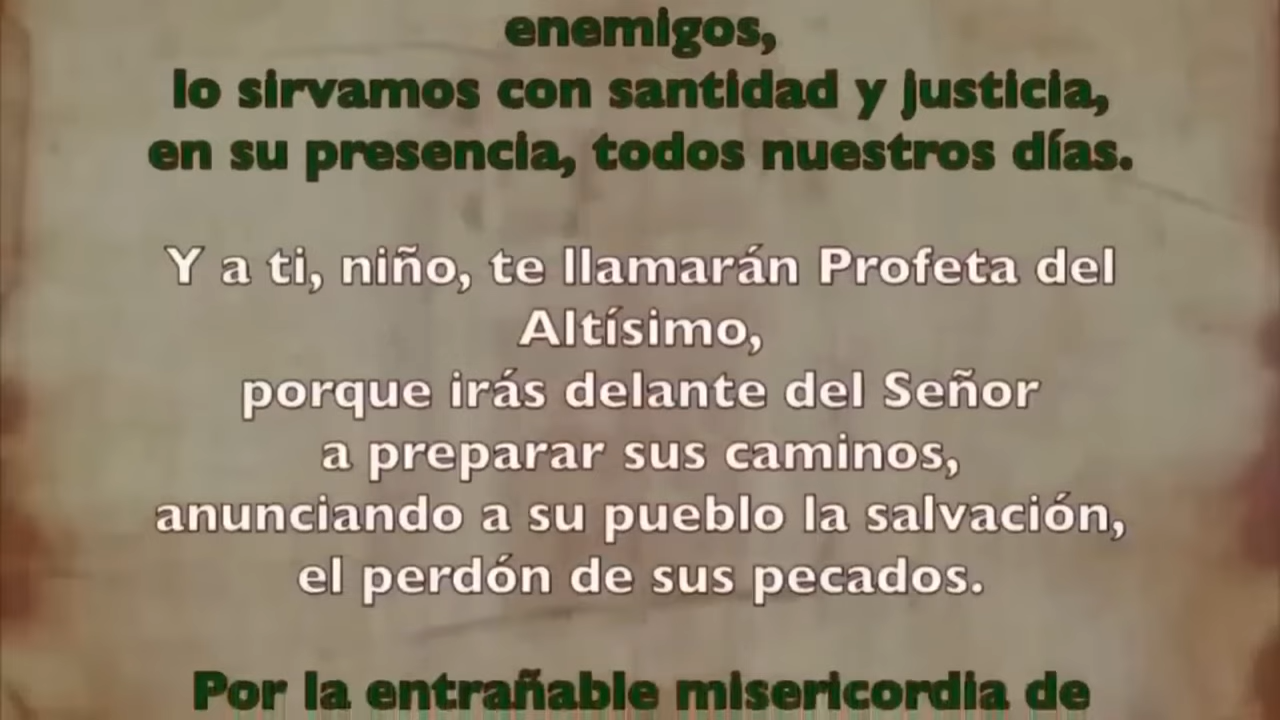 enemigos,
lo sirvamos con santidad y justicia,
en su presencia, todos nuestros días.
Y a ti, niño, te llamarán Profeta del
Altísimo,
porque irás delante del Señor
a preparar sus caminos,
anunciando a su pueblo la salvación,
el perdón de sus pecados.
Por la entrañable misericordia de